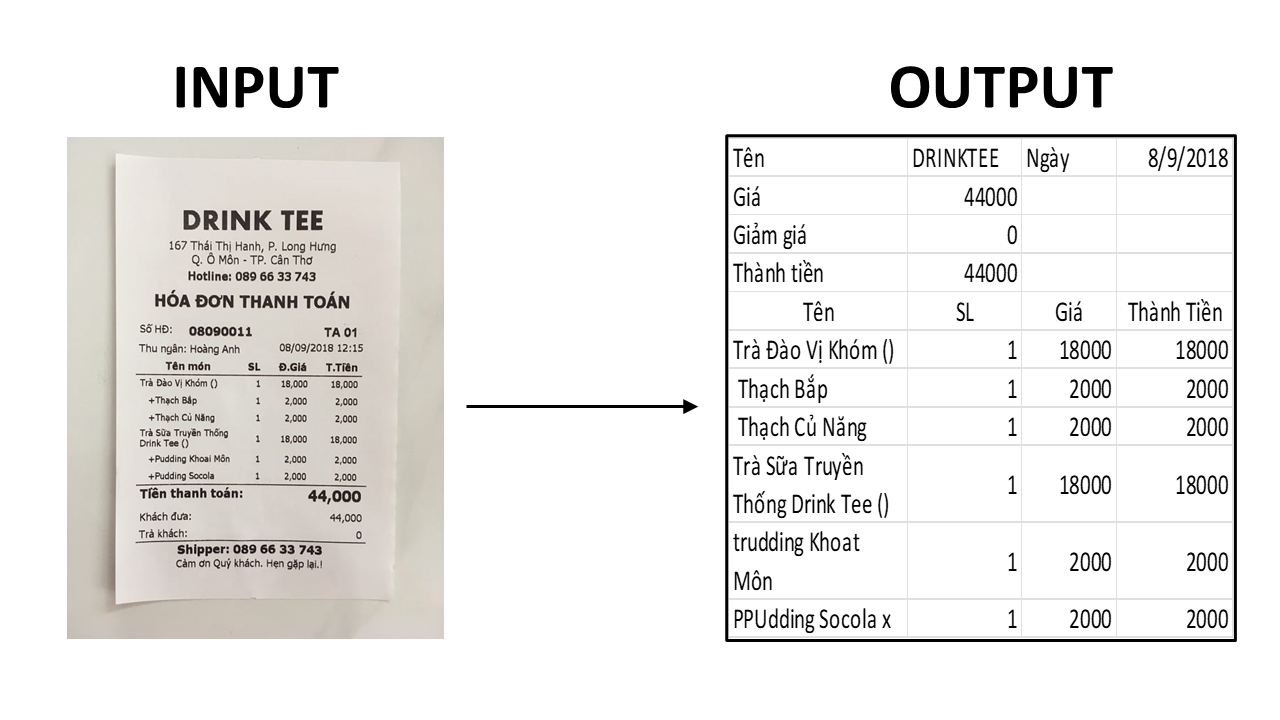 INPUT
OUTPUT
DRINK TEE
167 Thái Thị Hạnh, P. Long Hưng
Q. Ô Môn - TP. Cần Thơ
Hotline: 089 66 33 743
HÓA ĐƠN THANH TOÁN
Số HĐ: 08090011 TA 01
Thu ngân: Hoàng Anh 08/09/2018 12:15
Tên món SL Đ.Giá T.Tiền
Trà Đào Vị Khóm () 1 18,000 18,000
+Thạch Bắp 1 2,000 2,000
+Thạch Củ Năng 1 2,000 2,000
Trà Sữa Truyền Thống
Drink Tee () 1 18,000 18,000
+Pudding Khoai Môn 1 2,000 2,000
+Pudding Socola 1 2,000 2,000
Tiền thanh toán: 44,000
Khách đưa: 44,000
Trả khách: 0
Shipper: 089 66 33 743
Cảm ơn Quý khách. Hẹn gặp lại.!
Tên DRINKTEE Ngày 8/9/2018
Giá 44000
Giảm giá 0
Thành tiền 44000
Tên SL Giá Thành Tiền
Trà Đào Vị Khóm () 1 18000 18000
Thạch Bắp 1 2000 2000
Thạch Củ Năng 1 2000 2000
Trà Sữa Truyền
Thống Drink Tee () 1 18000 18000
trudding Khoat
Môn 1 2000 2000
PPUdding Socola x 1 2000 2000